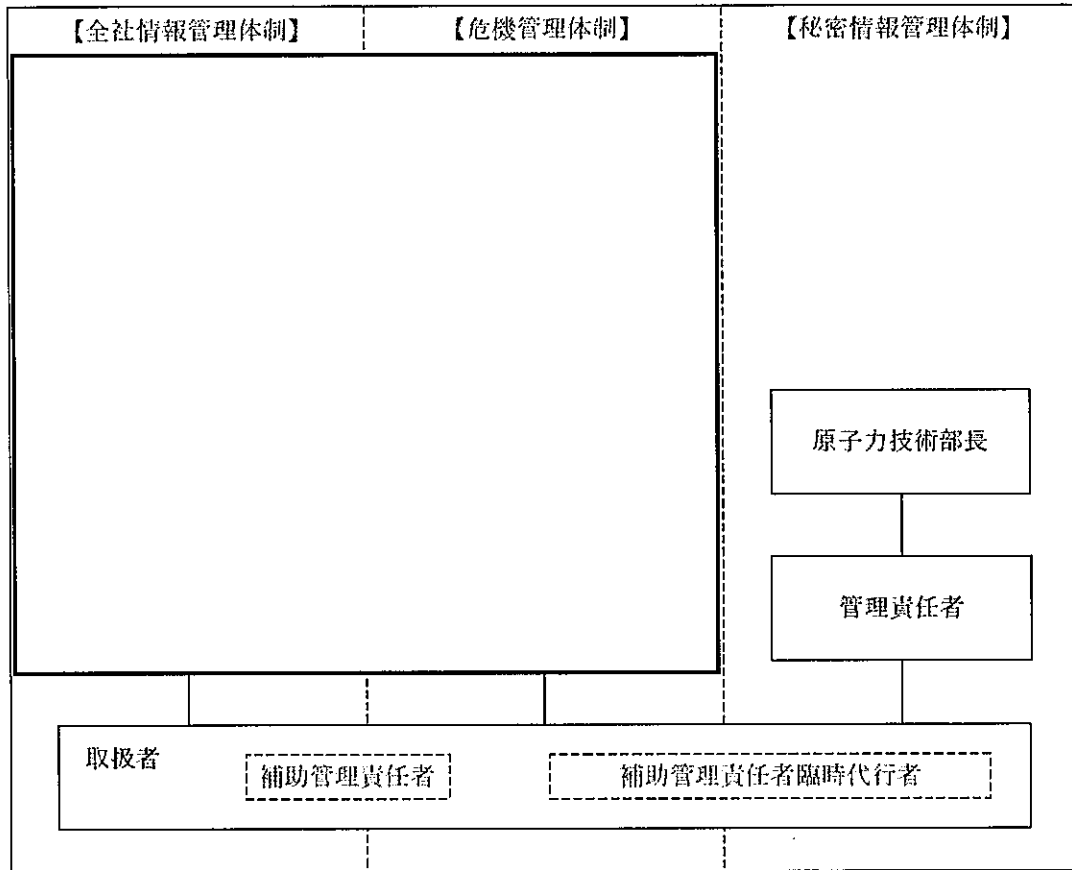 【全社情報管理体制】
【危機管理体制】
【秘密情報管理体制】
原子力技術部長
管理責任者
取扱者
補助管理責任者
補助管理責任者臨時代行者